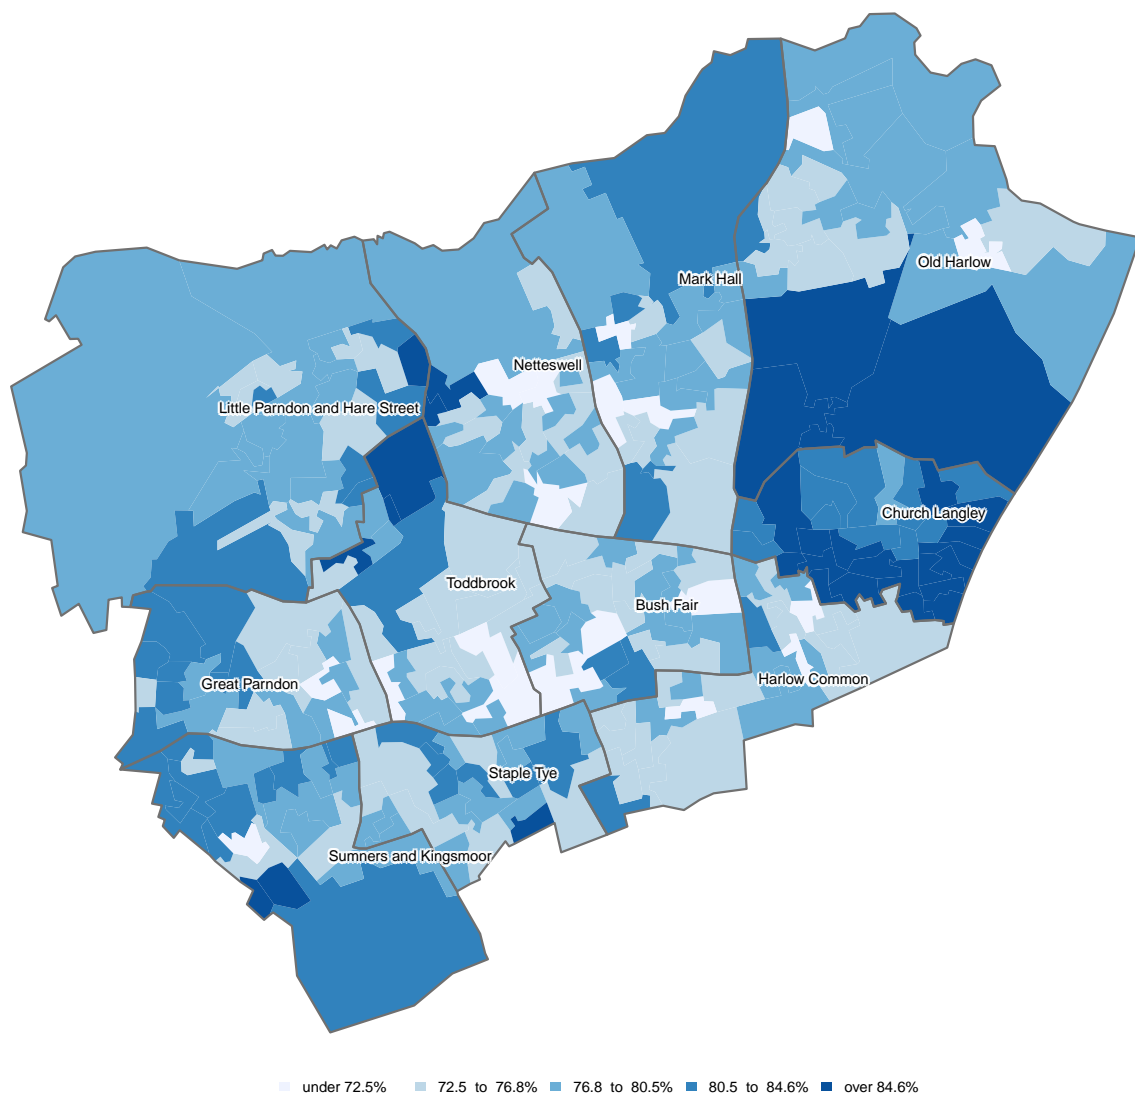 Old Harlow
Mark Hall
Netteswell
Little Parndon and Hare Street
Church Langley
Toddbrook
Bush Fair
Harlow Common
Great Parndon
Staple Tye
Sumners and Kingsmoor
under 72.5% 72.5 to 76.8% 76.8 to 80.5% 80.5 to 84.6% over 84.6%